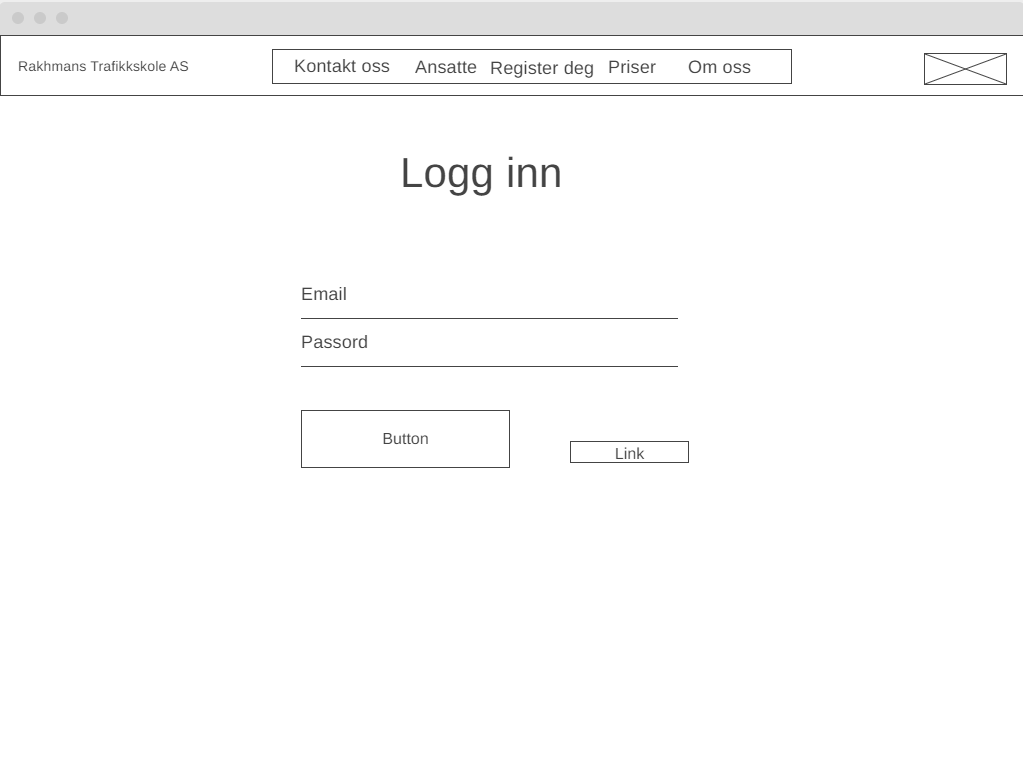 Rakhmans Trafikkskole AS Kontakt oss Ansatte Register deg Priser Om oss
Logg inn
Email
Passord
Button Link